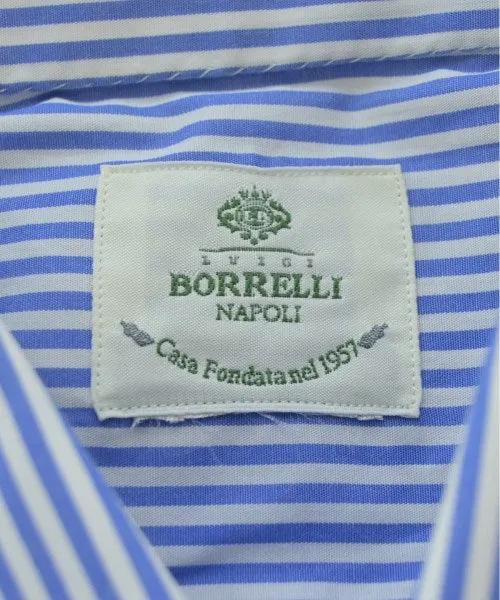 LUIGI
BORRELLI
NAPOLI
Casa Fondata nel 1957